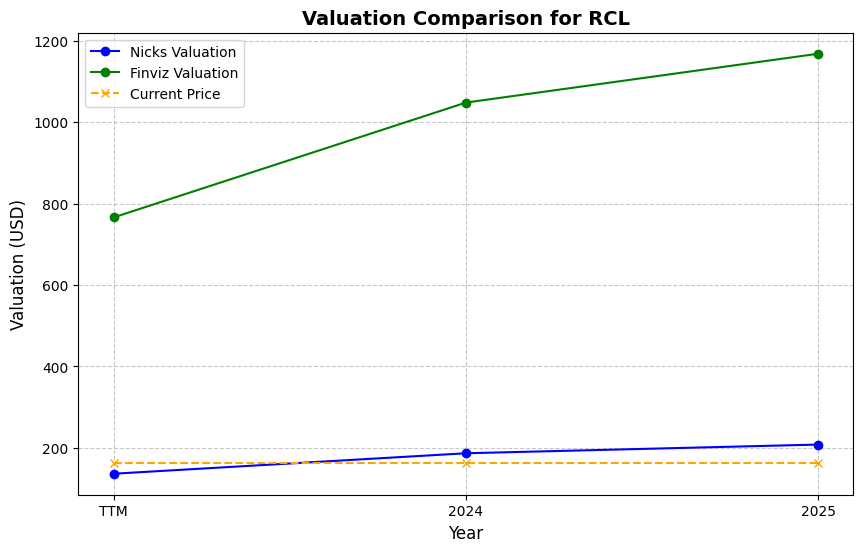 Valuation Comparison for RCL
Nicks Valuation
Finviz Valuation
Current Price
Valuation (USD)
1200
1000
800
600
400
200
TTM
2024
2025
Year